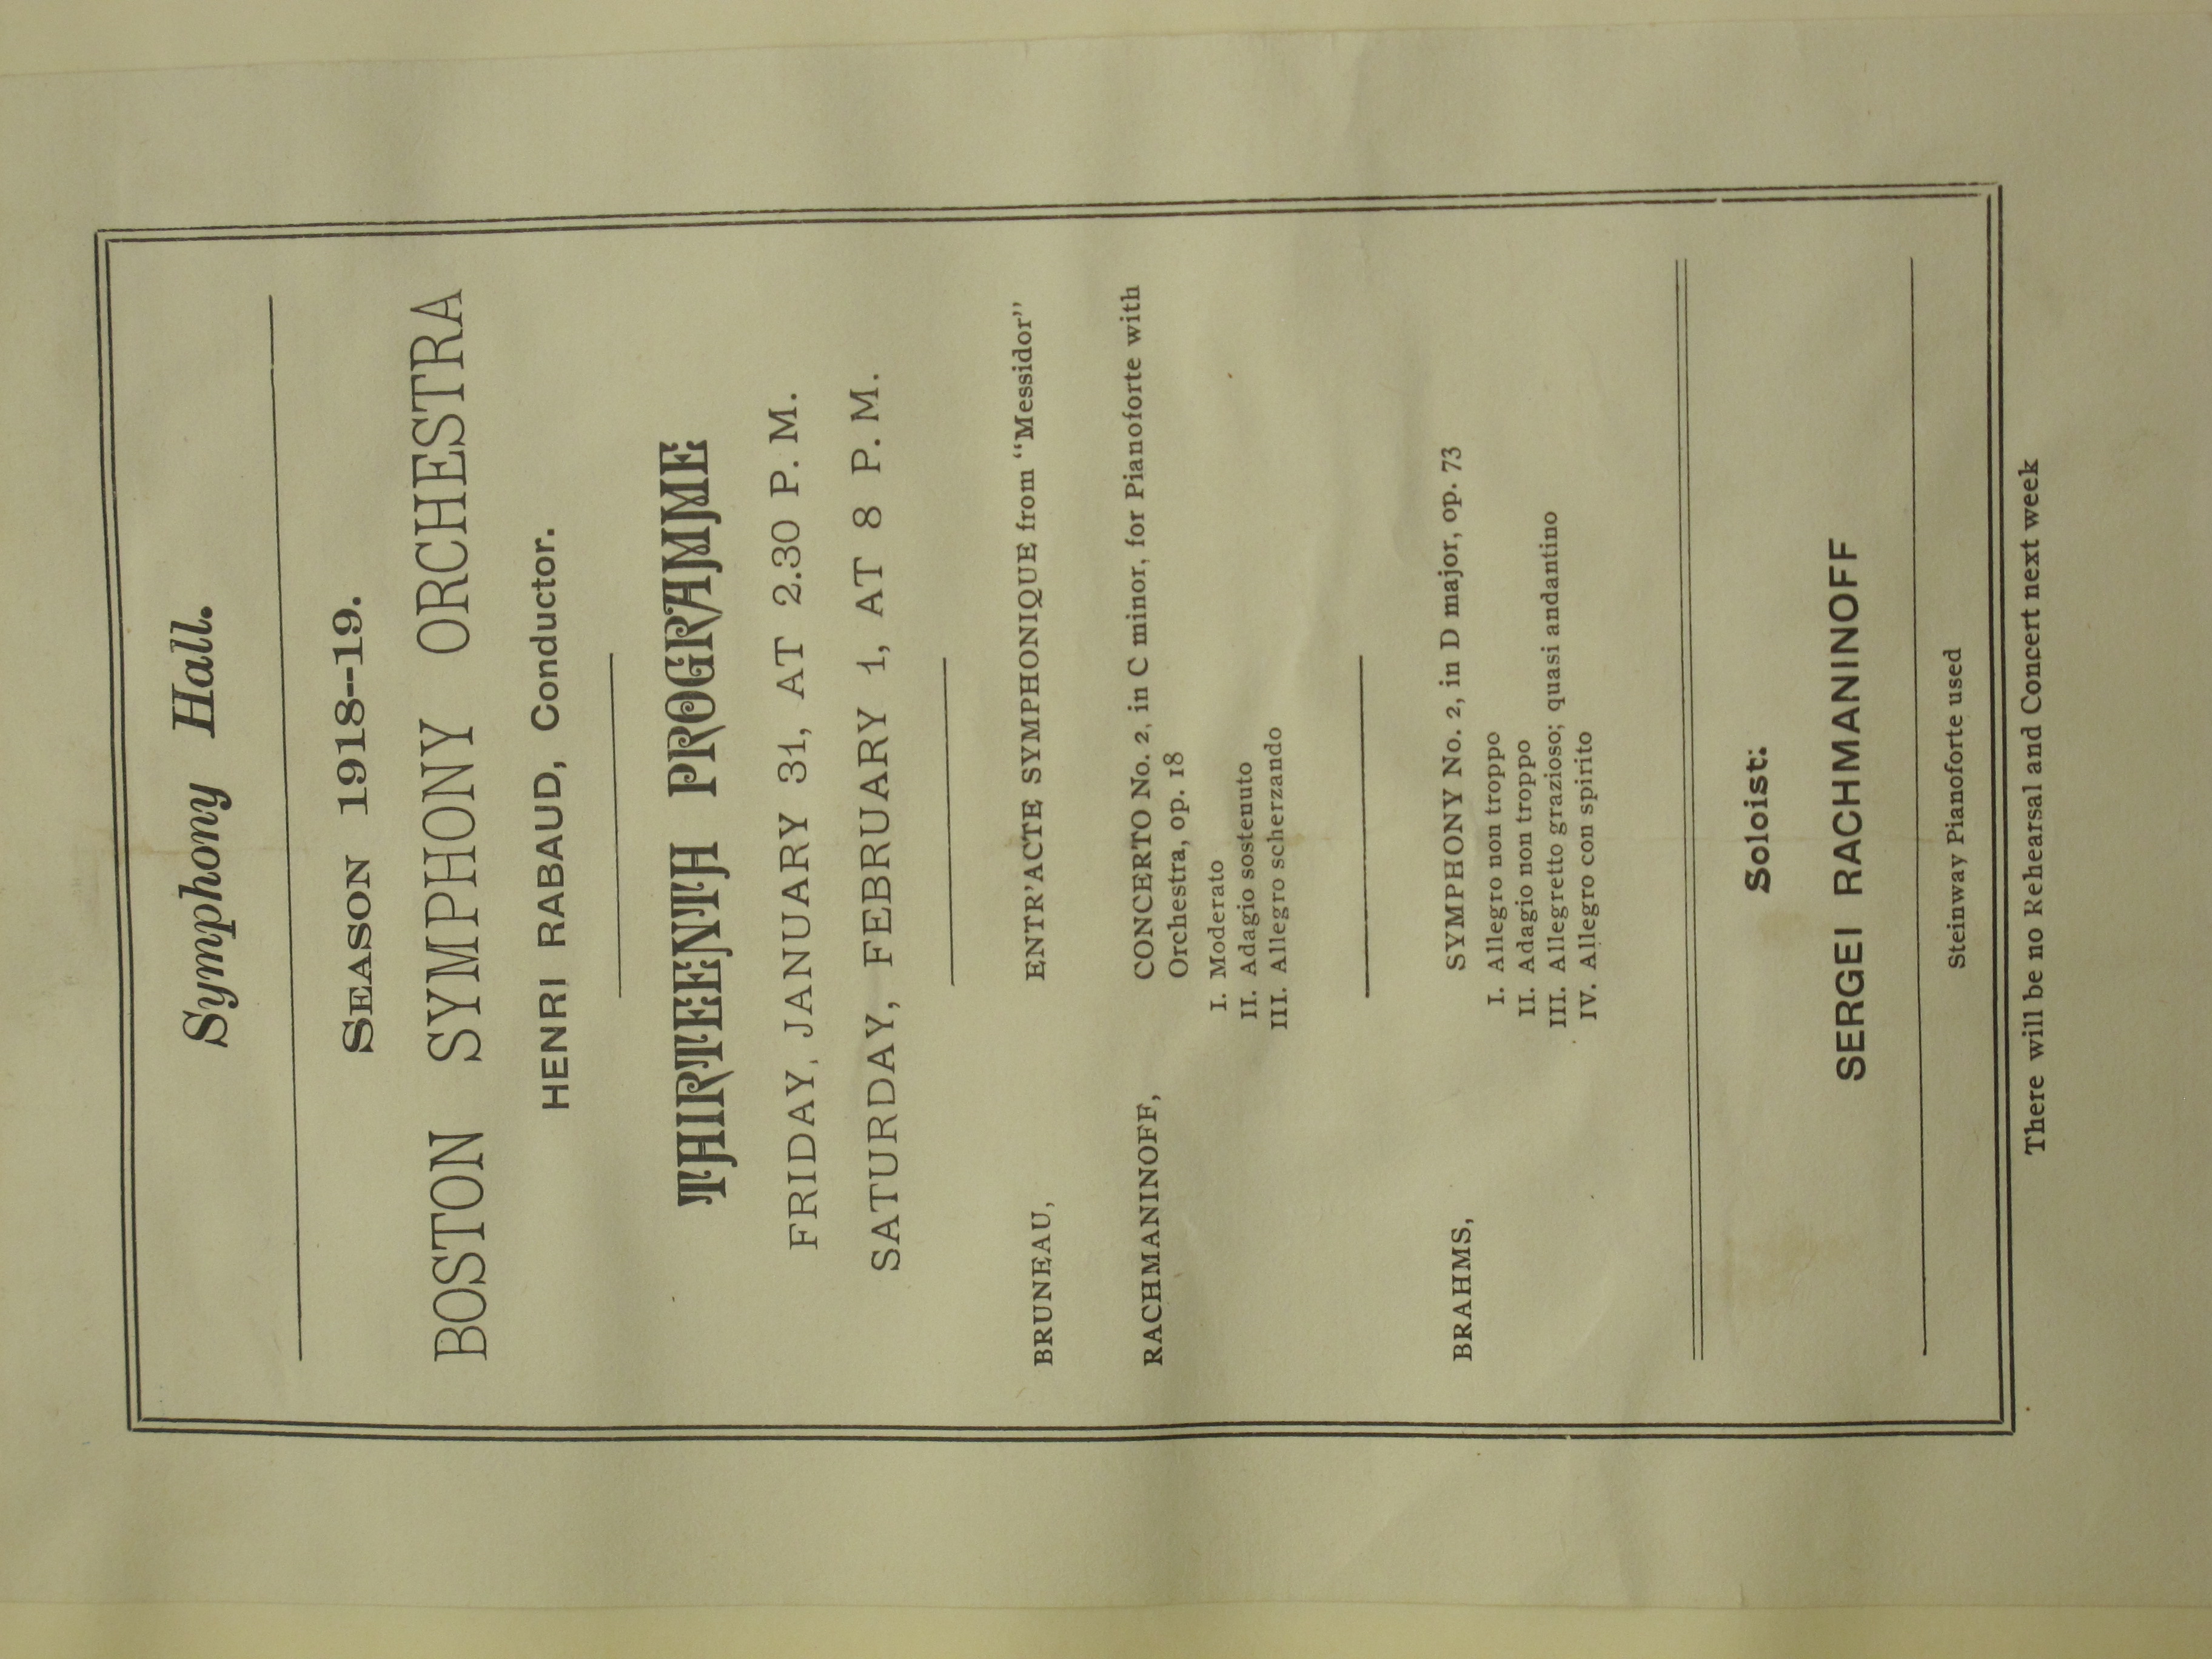 Symphony Hall.
SEASON 1918--19.
BOSTON SYMPHONY ORCHESTRA
HENRI RABAUD, Conductor.
THIRTEENTH PROGRAMME
FRIDAY, JANUARY 31, AT 2.30 P. M.
SATURDAY, FEBRUARY 1, AT 8 P. M.
BRUNEAU, ENTR'ACTE SYMPHONIQUE from "Messidor"
RACHMANINOFF, CONCERTO No. 2, in C minor, for Pianoforte with
Orchestra, op. 18
I. Moderato
II. Adagio sostenuto
III. Allegro scherzando
BRAHMS, SYMPHONY No. 2, in D major, op. 73
I. Allegro non troppo
II. Adagio non troppo
III. Allegretto grazioso; quasi andantino
IV. Allegro con spirito
Soloist:
SERGEI RACHMANINOFF
Steinway Pianoforte used
There will be no Rehearsal and Concert next week